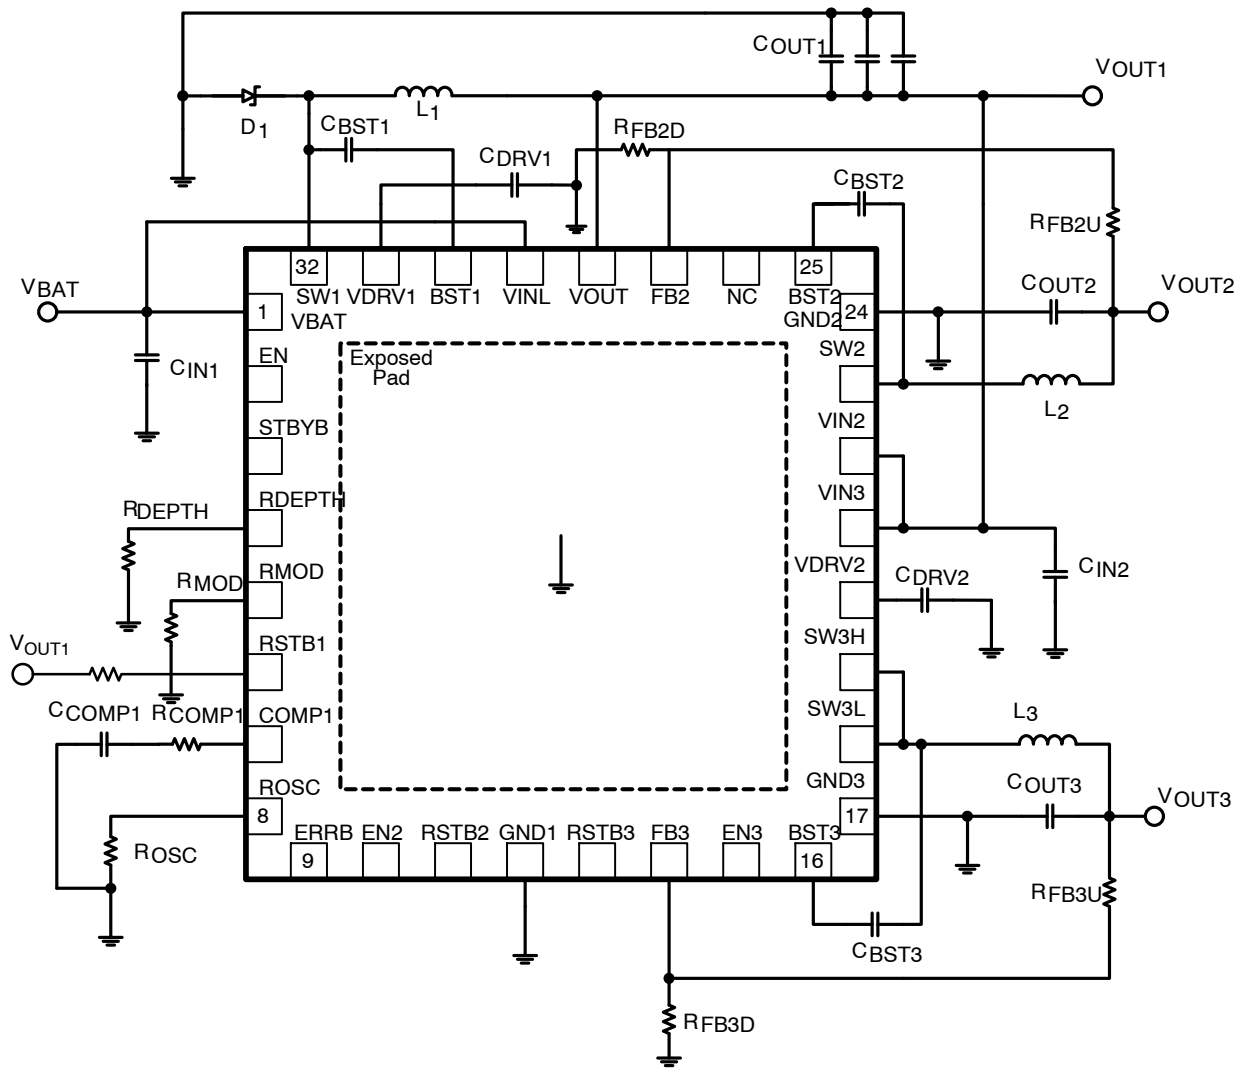 COUT1
VOUT1
D1
L1
CBST1
RFB2D
CDRV1
CBST2
RFB2U
VBAT
32
25
SW1
VDRV1
BST1
VINL
VOUT
FB2
NC
BST2
COUT2
VOUT2
1
VBAT
GND2
24
CIN1
EN
Exposed
Pad
SW2
L2
STBYB
VIN2
RDEPTH
RDEPTH
VIN3
RMOD
RMOD
VDRV2
CDRV2
CIN2
VOUT1
RSTB1
SW3H
CCOMP1
RCOMP1
COMP1
SW3L
L3
ROSC
GND3
COUT3
VOUT3
8
17
ROSC
ERRB
EN2
RSTB2
GND1
RSTB3
FB3
EN3
BST3
9
16
RFB3U
CBST3
RFB3D